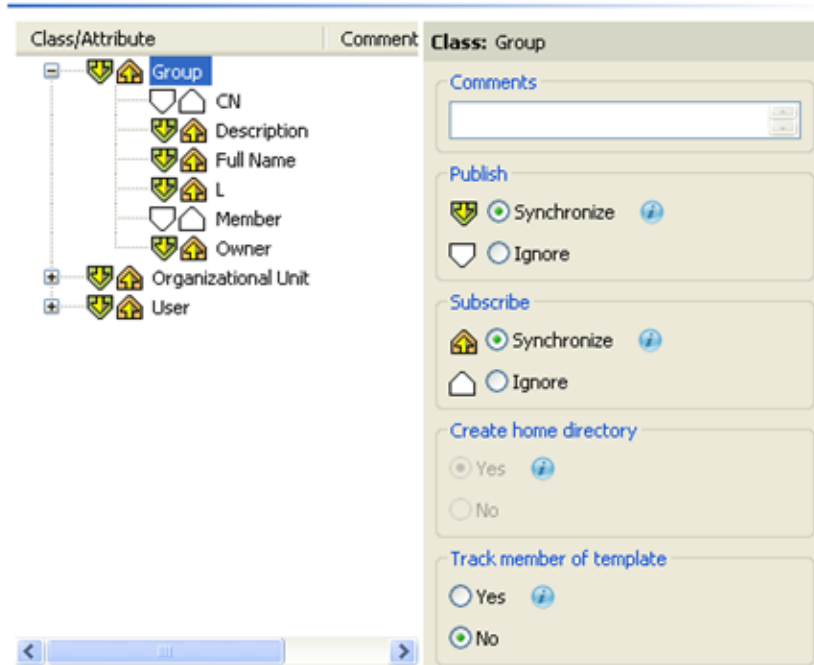 Class/Attribute
Comment
Group
CN
Description
Full Name
L
Member
Owner
Organizational Unit
User
Class: Group
Comments
Publish
Synchronize
Ignore
Subscribe
Synchronize
Ignore
Create home directory
Yes
No
Track member of template
Yes
No